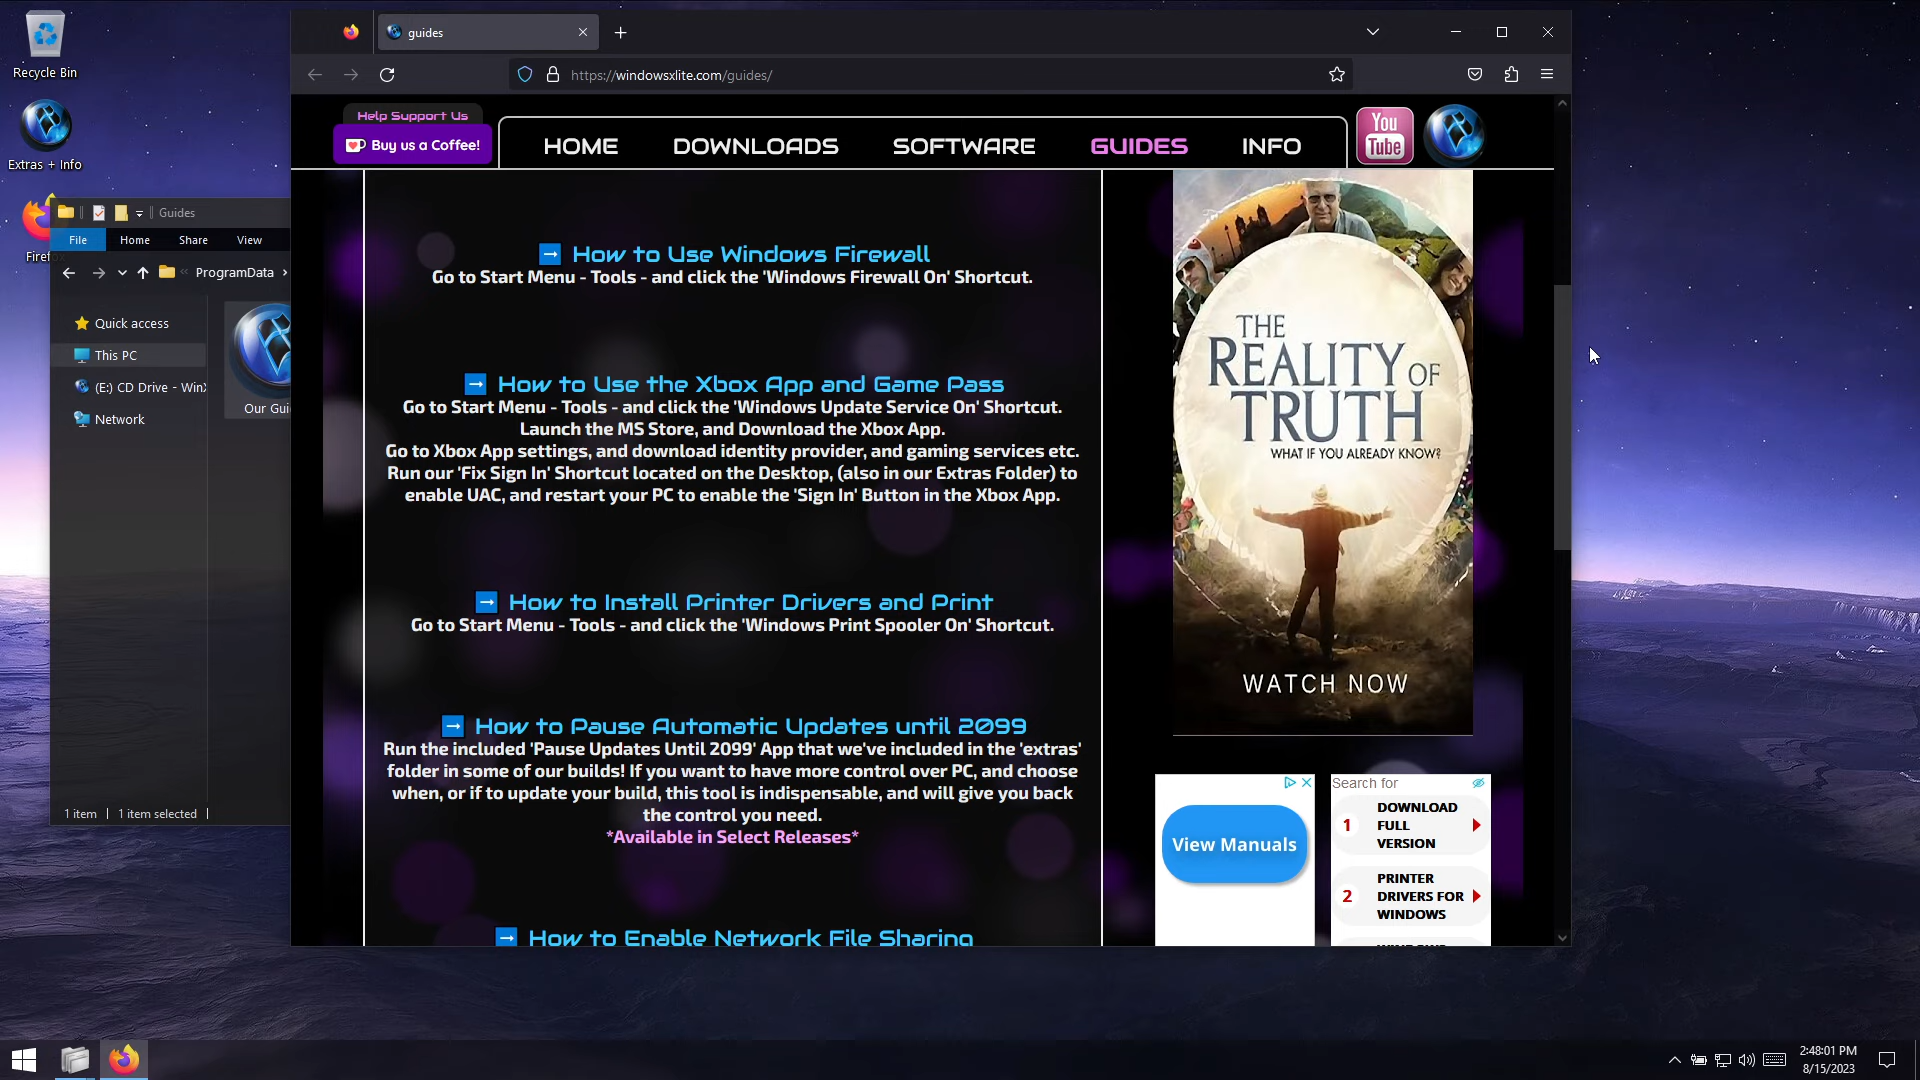 Recycle Bin
Extras + Info
Firef
Guides
File
Home
Share
View
ProgramData
Quick access
This PC
(E:) CD Drive - WinX
Network
Our Gui
1 item
1 item selected
guides
https://windowsxlite.com/guides/
Help Support Us
Buy us a Coffee!
HOME
DOWNLOADS
SOFTWARE
GUIDES
INFO
You
Tube
How to Use Windows Firewall
Go to Start Menu - Tools - and click the 'Windows Firewall On' Shortcut.
How to Use the Xbox App and Game Pass
Go to Start Menu - Tools - and click the 'Windows Update Service On' Shortcut.
Launch the MS Store, and Download the Xbox App.
Go to Xbox App settings, and download identity provider, and gaming services etc.
Run our 'Fix Sign In' Shortcut located on the Desktop, (also in our Extras Folder) to
enable UAC, and restart your PC to enable the 'Sign In' Button in the Xbox App.
How to Install Printer Drivers and Print
Go to Start Menu - Tools - and click the 'Windows Print Spooler On' Shortcut.
How to Pause Automatic Updates until 2099
Run the included 'Pause Updates Until 2099' App that we've included in the 'extras'
folder in some of our builds! If you want to have more control over PC, and choose
when, or if to update your build, this tool is indispensable, and will give you back
the control you need.
*Available in Select Releases*
How to Enable Network File Sharing
THE
REALITY OF
TRUTH
WHAT IF YOU ALREADY KNOW?
WATCH NOW
View Manuals
Search for
1
DOWNLOAD
FULL
VERSION
2
PRINTER
DRIVERS FOR
WINDOWS
2:48:01 PM
8/15/2023